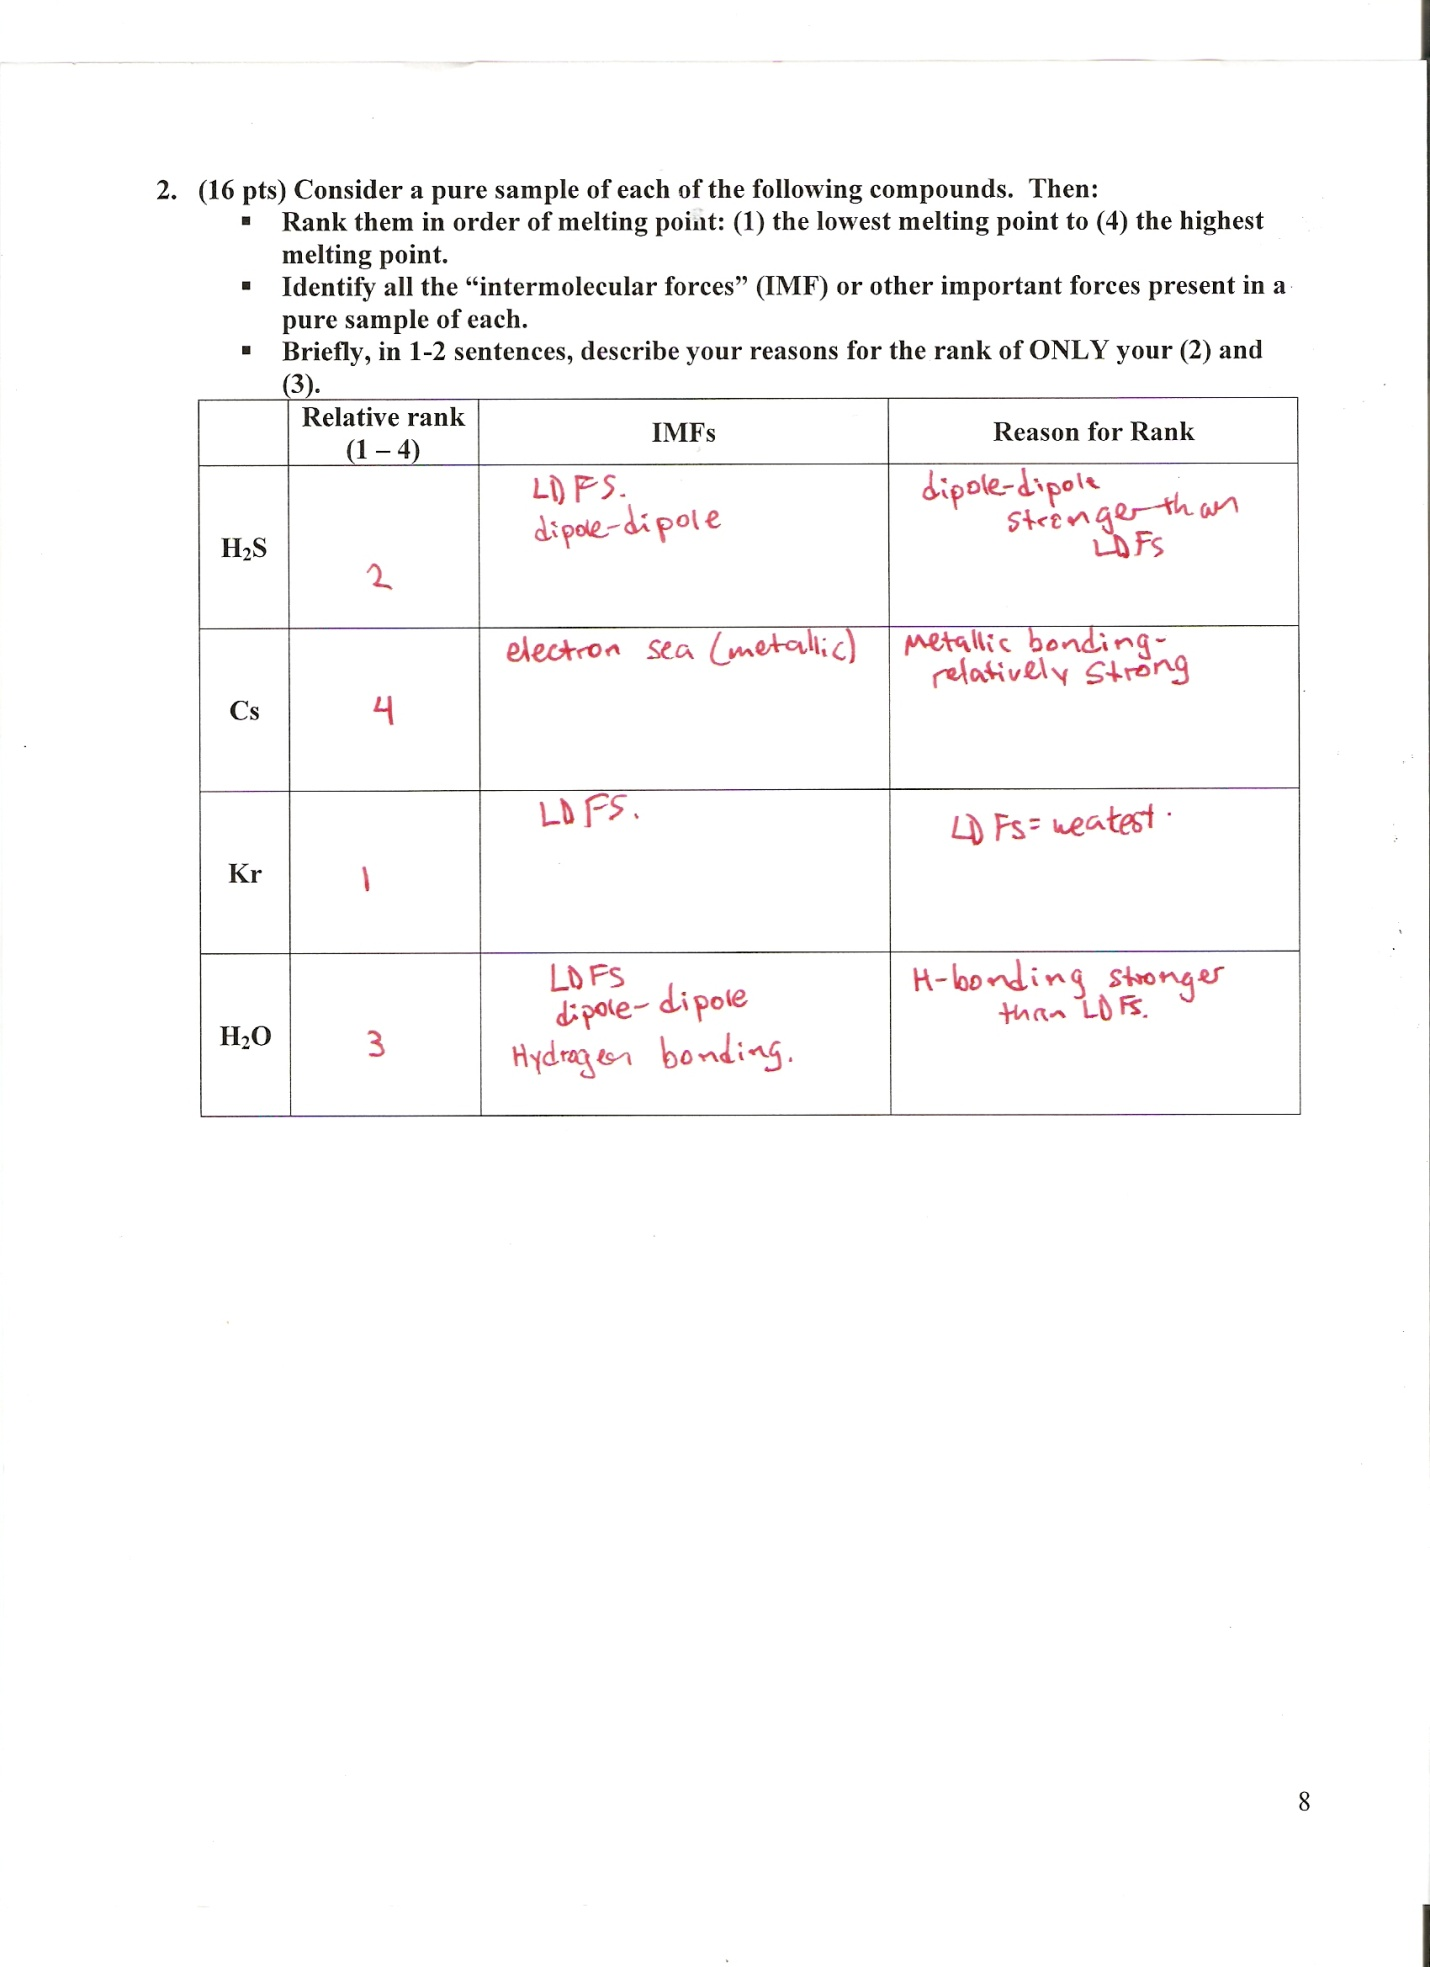 2. (16 pts) Consider a pure sample of each of the following compounds. Then:
▪ Rank them in order of melting point: (1) the lowest melting point to (4) the highest
melting point.
▪ Identify all the “intermolecular forces” (IMF) or other important forces present in a
pure sample of each.
▪ Briefly, in 1-2 sentences, describe your reasons for the rank of ONLY your (2) and
(3).
Relative rank
(1 – 4)
IMFs
Reason for Rank
H₂S
2
LDFS.
dipole-dipole
dipole-dipole
stronger than
LDFs
Cs
4
electron sea (metallic)
Metallic bonding-
relatively strong
Kr
1
LDFS.
LDFs = weakest.
H₂O
3
LDFS
dipole-dipole
Hydrogen bonding.
H-bonding stronger
than LDFs.
8